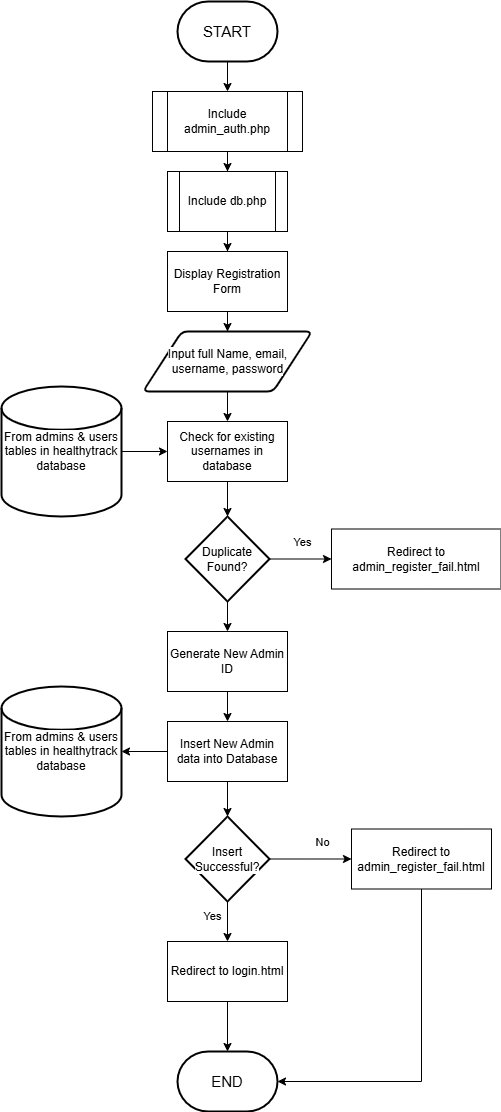 START
Include
admin_auth.php
Include db.php
Display Registration
Form
Input full Name, email,
username, password
From admins & users
tables in healthytrack
database
Check for existing
usernames in
database
Duplicate
Found?
Yes
Redirect to
admin_register_fail.html
Generate New Admin
ID
From admins & users
tables in healthytrack
database
Insert New Admin
data into Database
Insert
Successful?
No
Redirect to
admin_register_fail.html
Yes
Redirect to login.html
END